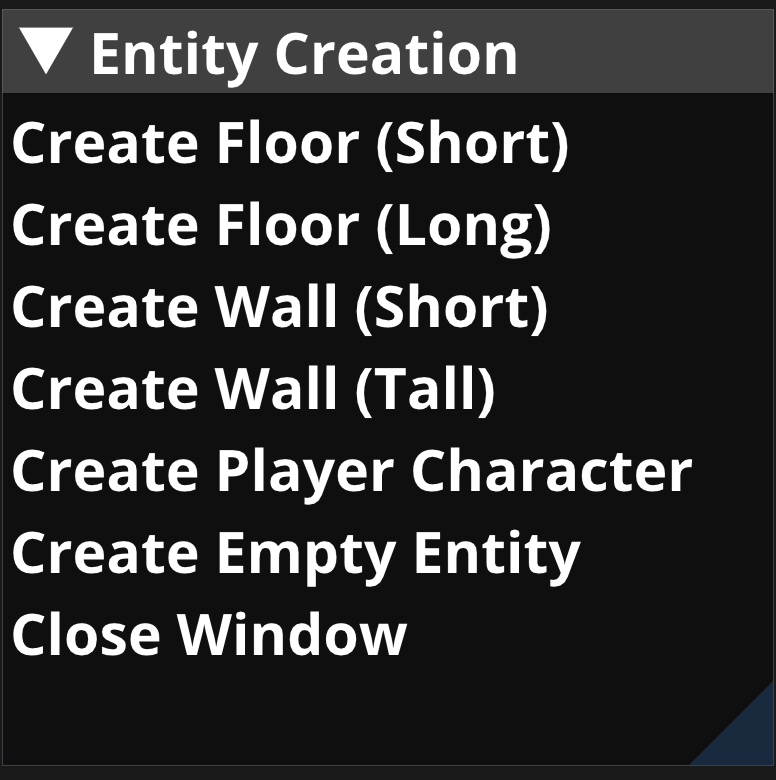 Entity Creation
Create Floor (Short)
Create Floor (Long)
Create Wall (Short)
Create Wall (Tall)
Create Player Character
Create Empty Entity
Close Window